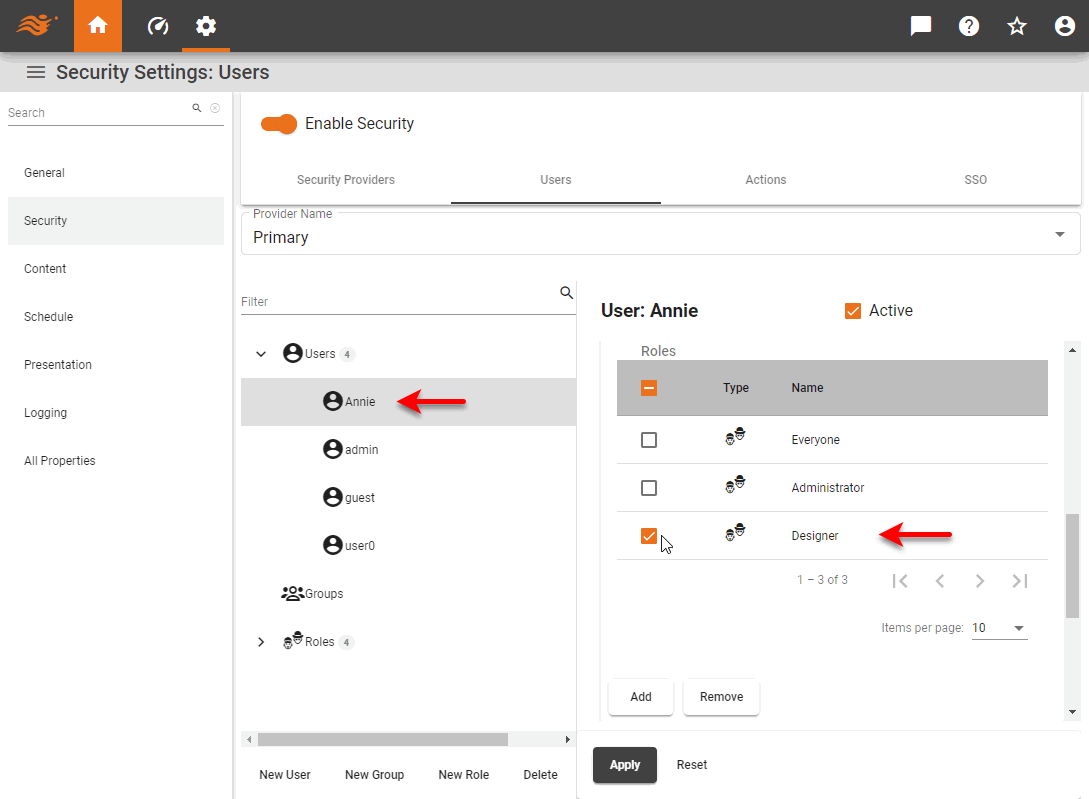 Security Settings: Users
Search
General
Security
Content
Schedule
Presentation
Logging
All Properties
Enable Security
Security Providers
Users
Actions
SSO
Provider Name
Primary
Filter
Users 4
Annie
admin
guest
user0
Groups
Roles 4
New User
New Group
New Role
Delete
User: Annie
Active
Roles
Type Name
Everyone
Administrator
Designer
1 – 3 of 3
Items per page: 10
Add
Remove
Apply
Reset